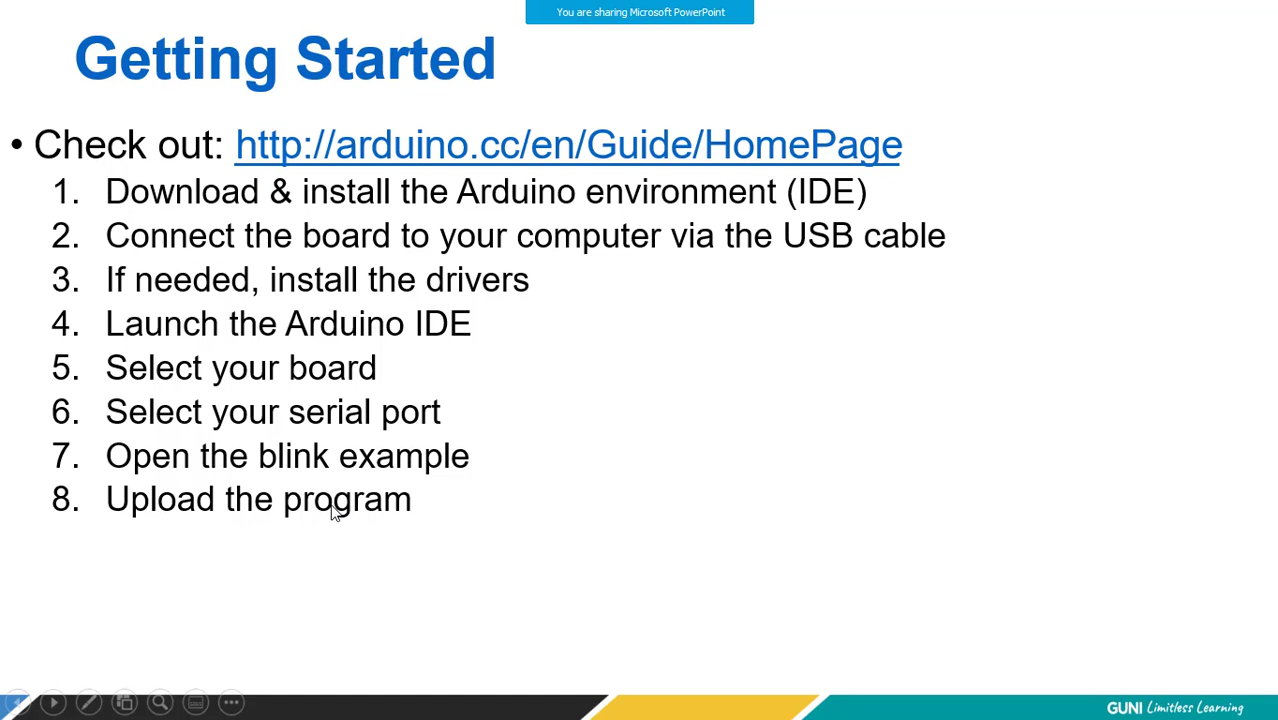 You are sharing Microsoft PowerPoint
Getting Started
• Check out: http://arduino.cc/en/Guide/HomePage
1. Download & install the Arduino environment (IDE)
2. Connect the board to your computer via the USB cable
3. If needed, install the drivers
4. Launch the Arduino IDE
5. Select your board
6. Select your serial port
7. Open the blink example
8. Upload the program
GUNI Limitless Learning